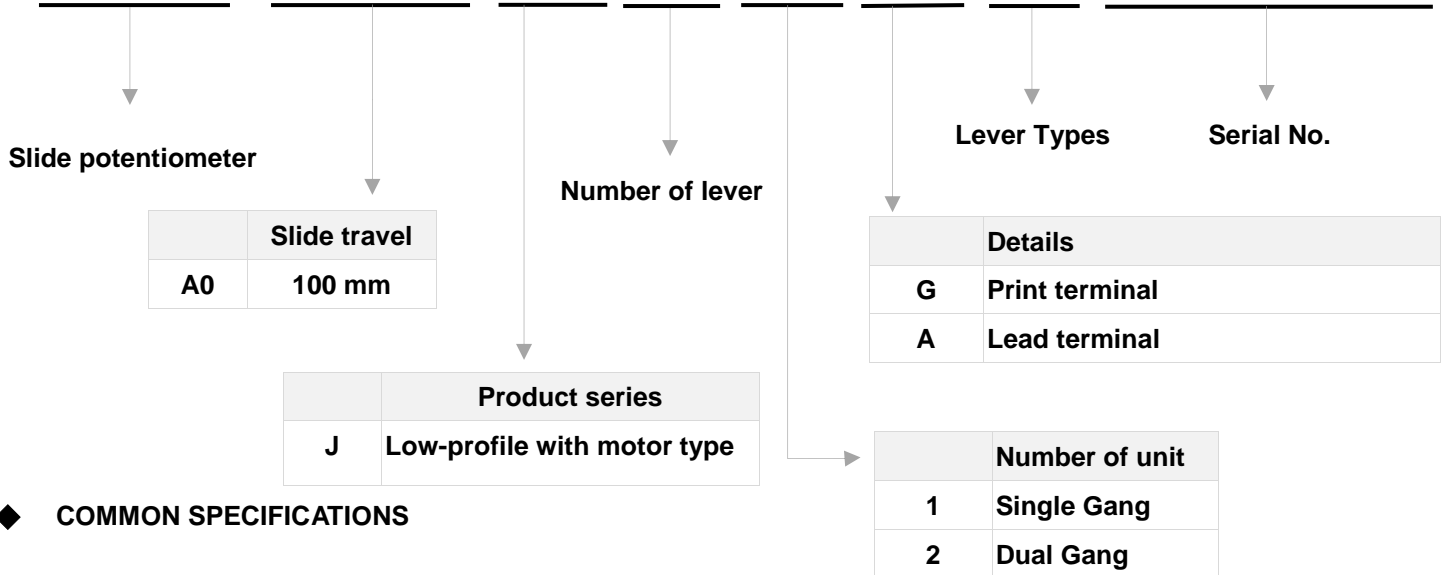 Lever Types
Serial No.
Slide potentiometer
Number of lever
Slide travel
A0 100 mm
Details
G Print terminal
A Lead terminal
Product series
J Low-profile with motor type
Number of unit
1 Single Gang
2 Dual Gang
◆ COMMON SPECIFICATIONS